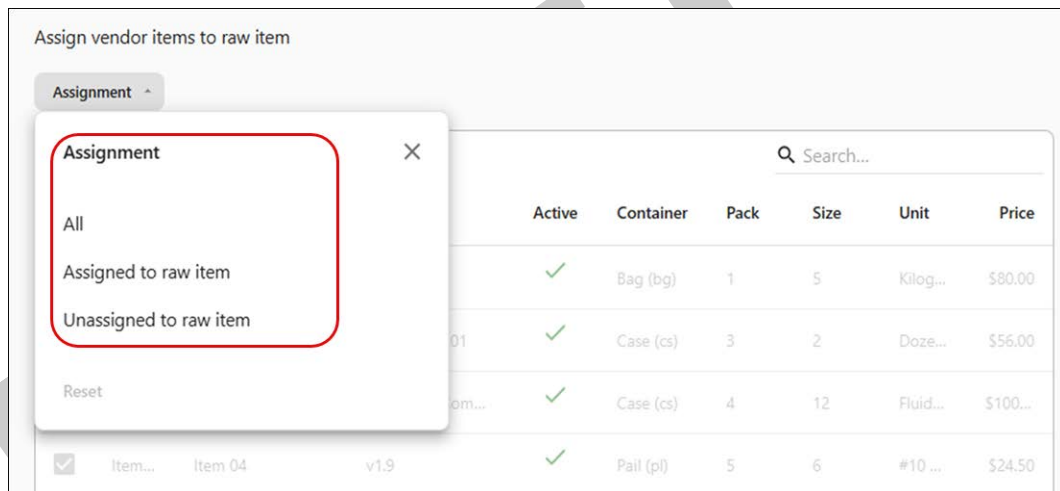 Assign vendor items to raw item
Assignment
Assignment
All
Assigned to raw item
Unassigned to raw item
Reset
Search...
Active Container Pack Size Unit Price
Bag (bg) 1 5 Kilog... $80.00
01 Case (cs) 3 2 Doze... $56.00
om... Case (cs) 4 12 Fluid... $100...
Item... Item 04 v1.9 Pail (pl) 5 6 #10 ... $24.50